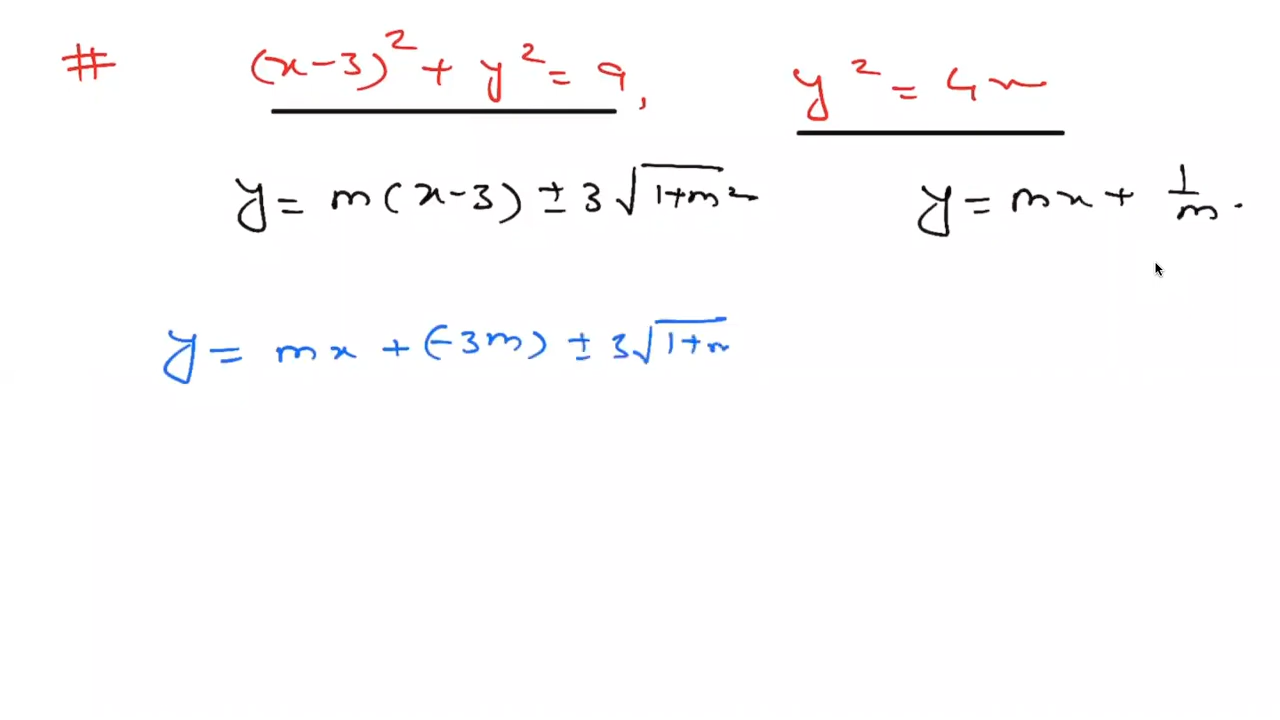 # (x-3)² + y² = 9, y² = 4x
y = m(x-3) ± 3√(1+m²) y = mx + 1/m.
y = mx + (-3m) ± 3√(1+m